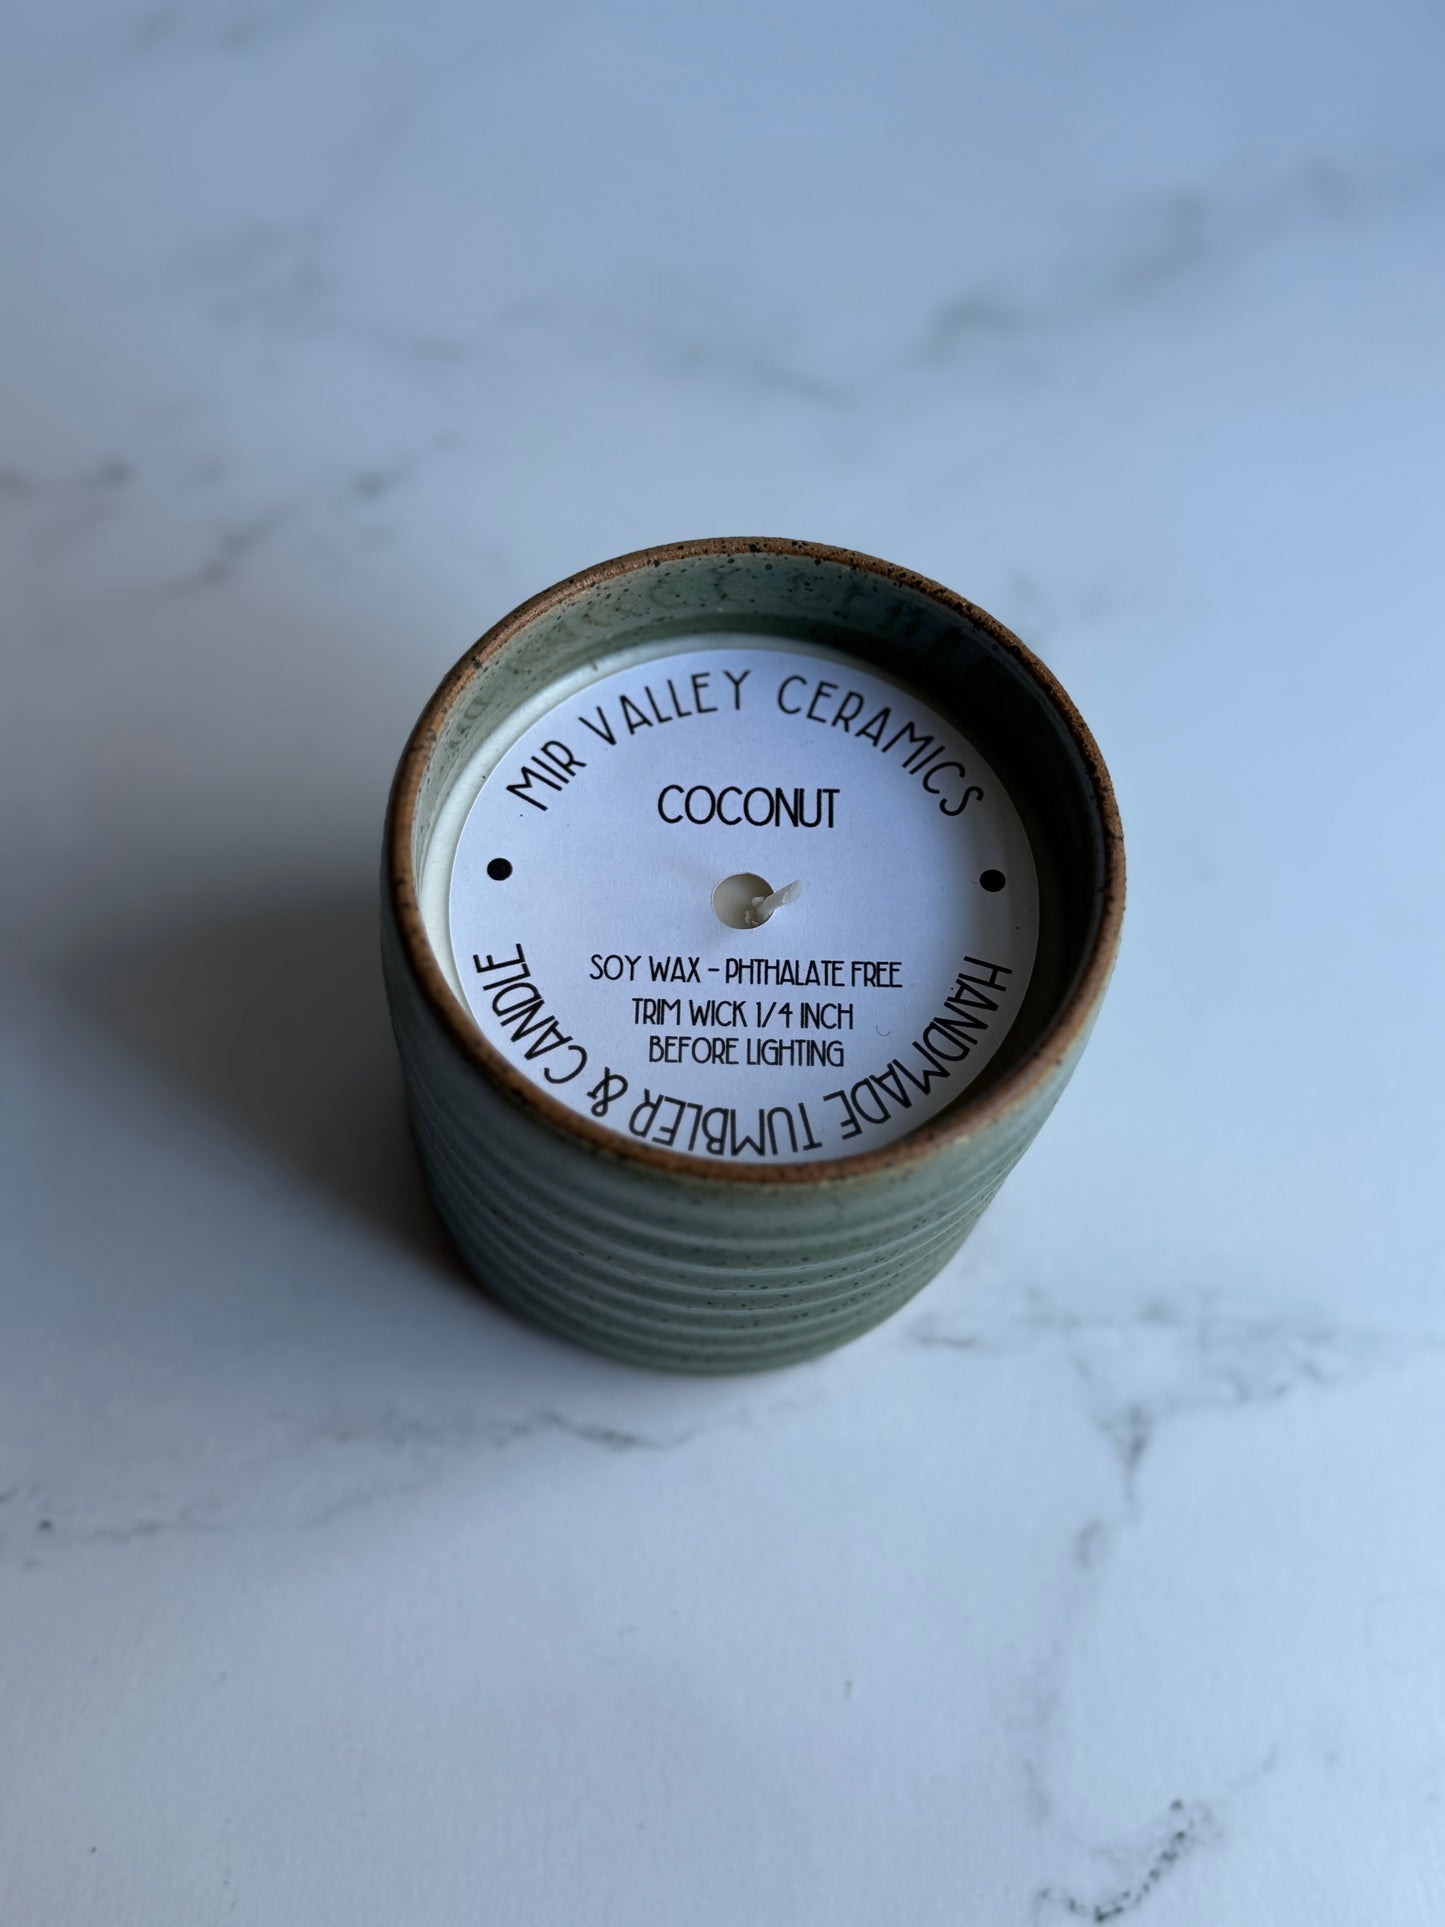 MIR VALLEY CERAMICS
COCONUT
SOY WAX - PHTHALATE FREE
TRIM WICK 1/4 INCH
BEFORE LIGHTING
HANDMADE TUMBLER & CANDLE